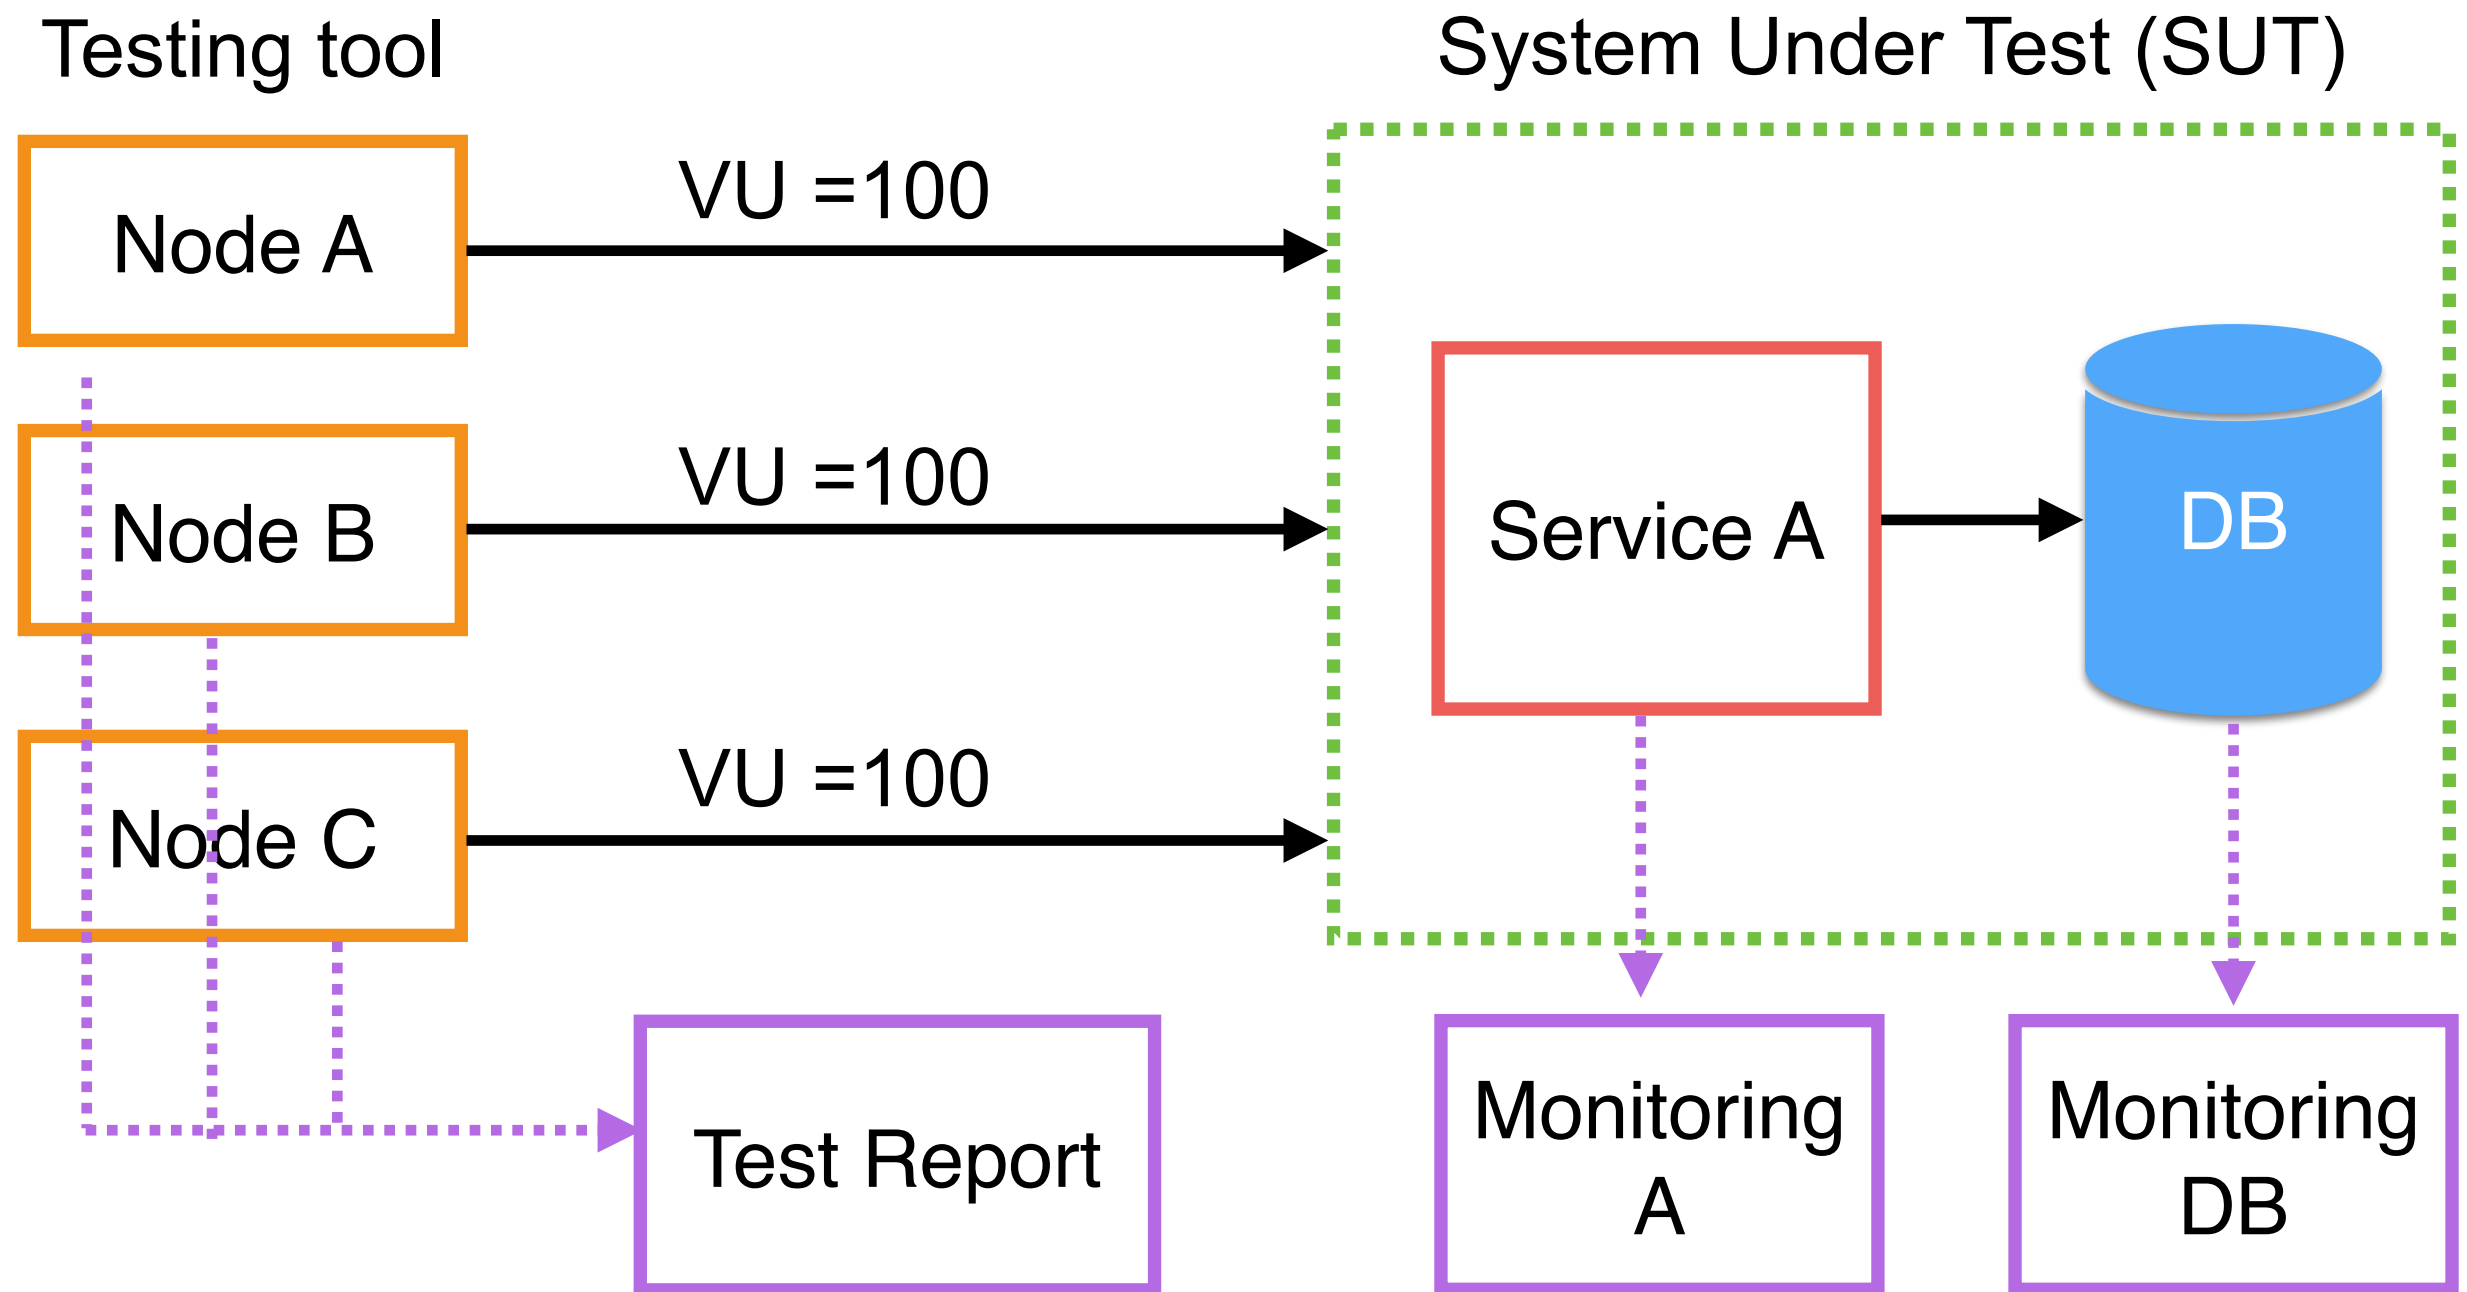 Testing tool
System Under Test (SUT)
Node A
VU =100
Node B
VU =100
Service A
DB
Node C
VU =100
Test Report
Monitoring
A
Monitoring
DB